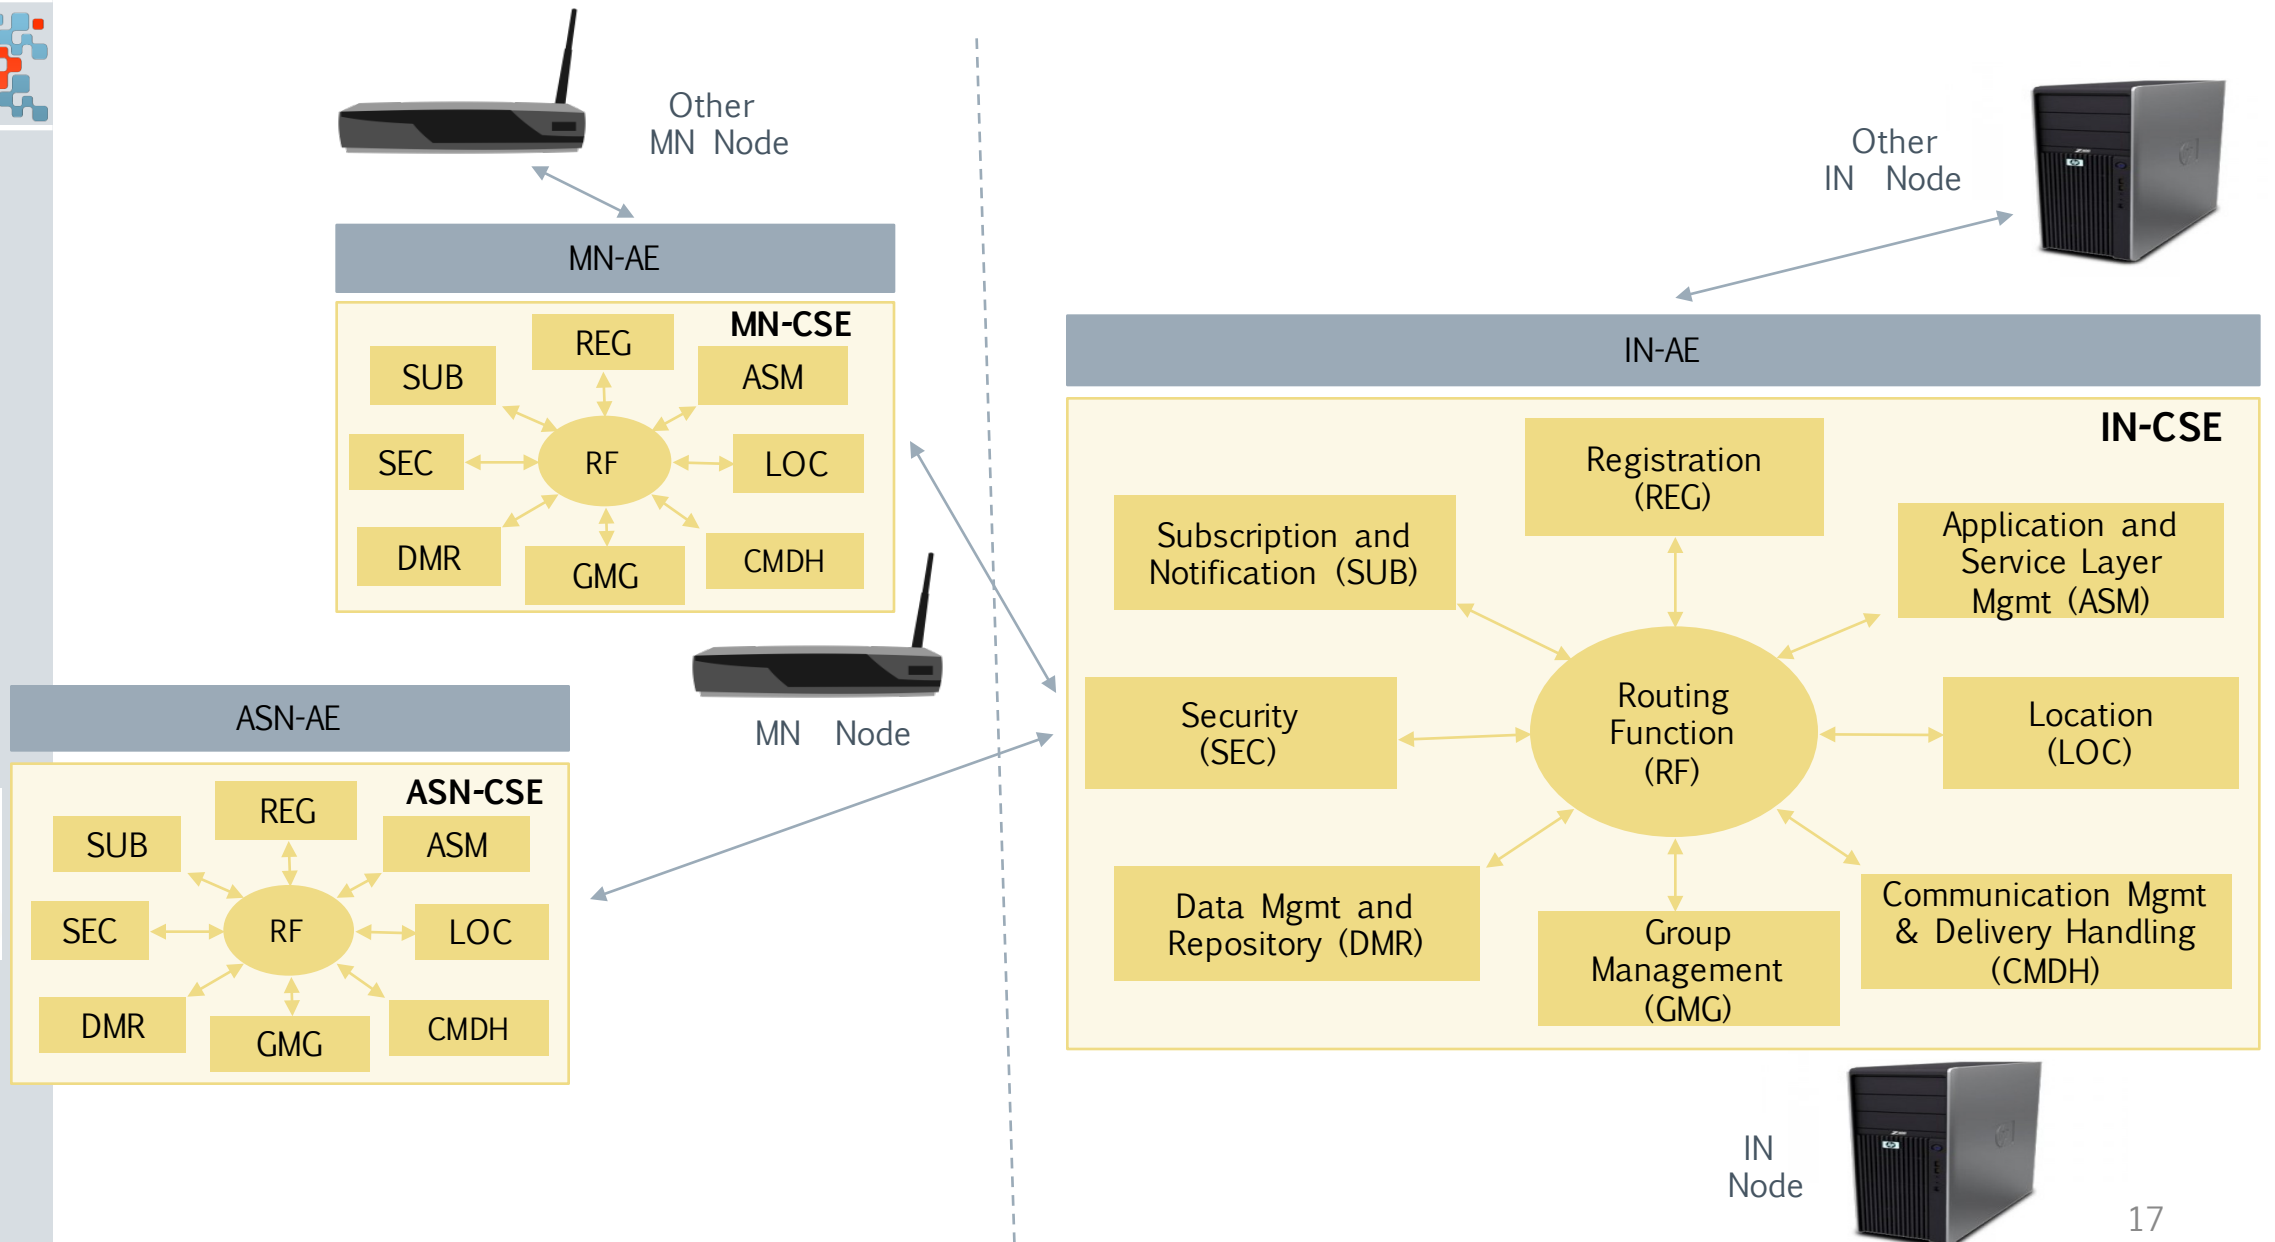 Other
MN Node
Other
IN Node
MN-AE
MN-CSE
REG
SUB
ASM
SEC
RF
LOC
DMR
GMG
CMDH
MN Node
ASN-AE
ASN-CSE
REG
SUB
ASM
SEC
RF
LOC
DMR
GMG
CMDH
IN-AE
IN-CSE
Registration
(REG)
Subscription and
Notification (SUB)
Application and
Service Layer
Mgmt (ASM)
Security
(SEC)
Routing
Function
(RF)
Location
(LOC)
Data Mgmt and
Repository (DMR)
Group
Management
(GMG)
Communication Mgmt
& Delivery Handling
(CMDH)
IN
Node
17